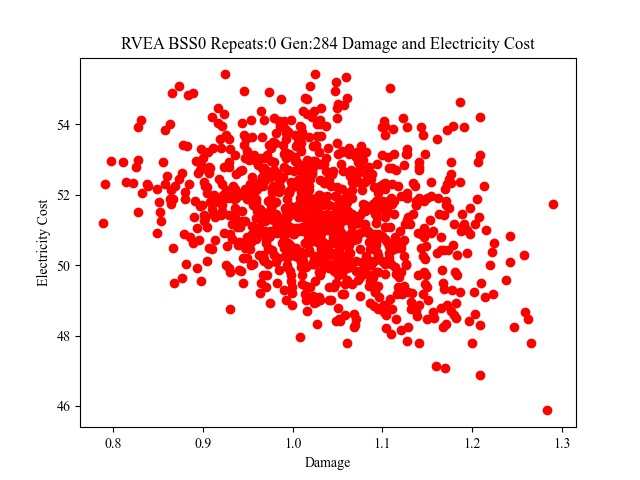 RVEA BSS0 Repeats:0 Gen:284 Damage and Electricity Cost
54
52
50
48
46
Electricity Cost
0.8 0.9 1.0 1.1 1.2 1.3
Damage